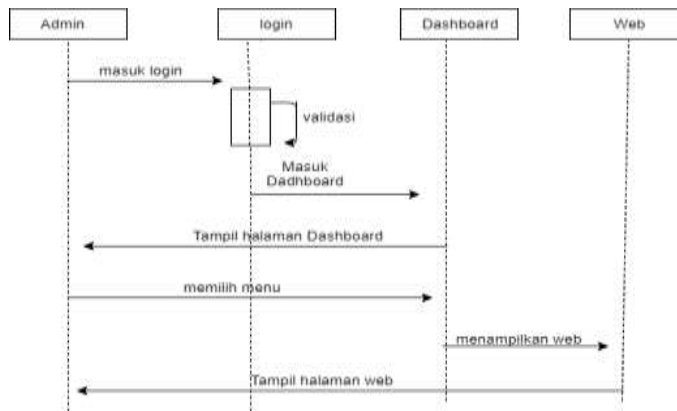 Admin
login
Dashboard
Web
masuk login
validasi
Masuk
Dadhboard
Tampil halaman Dashboard
memilih menu
menampilkan web
Tampil halaman web